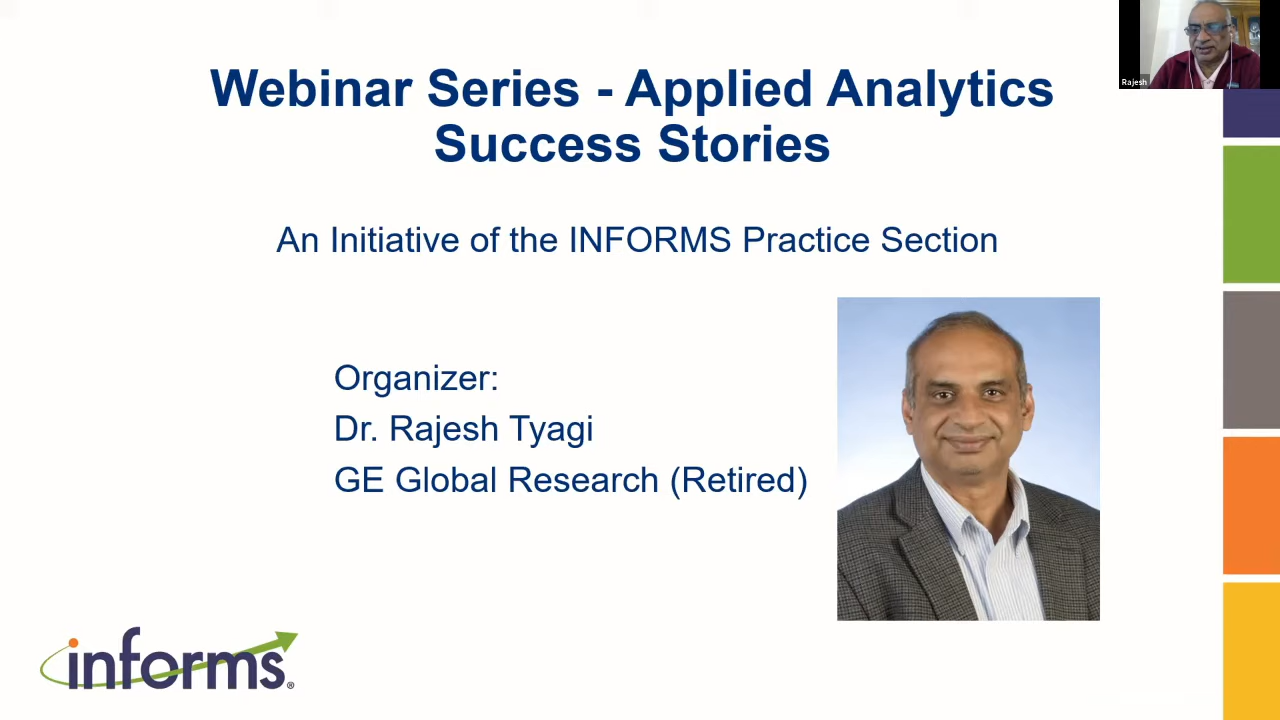 Webinar Series - Applied Analytics
Success Stories
An Initiative of the INFORMS Practice Section
Organizer:
Dr. Rajesh Tyagi
GE Global Research (Retired)
informs®
Rajesh